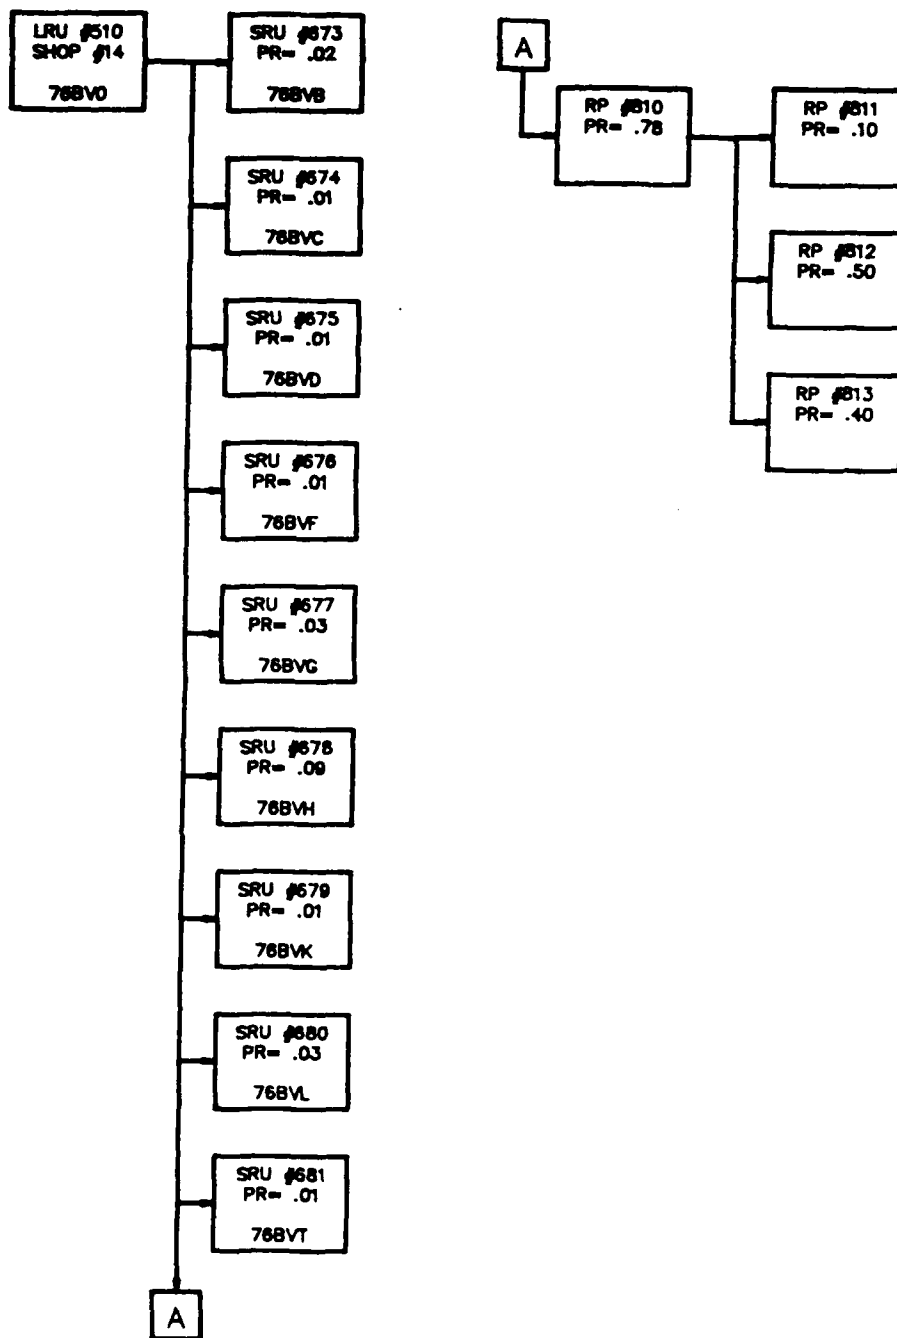 LRU #510
SHOP #14
76BV0
SRU #673
PR= .02
76BVB
SRU #674
PR= .01
76BVC
SRU #675
PR= .01
76BVD
SRU #676
PR= .01
76BVF
SRU #677
PR= .03
76BVG
SRU #678
PR= .09
76BVH
SRU #679
PR= .01
76BVK
SRU #680
PR= .03
76BVL
SRU #681
PR= .01
76BVT
A
A
RP #810
PR= .78
RP #811
PR= .10
RP #812
PR= .50
RP #813
PR= .40